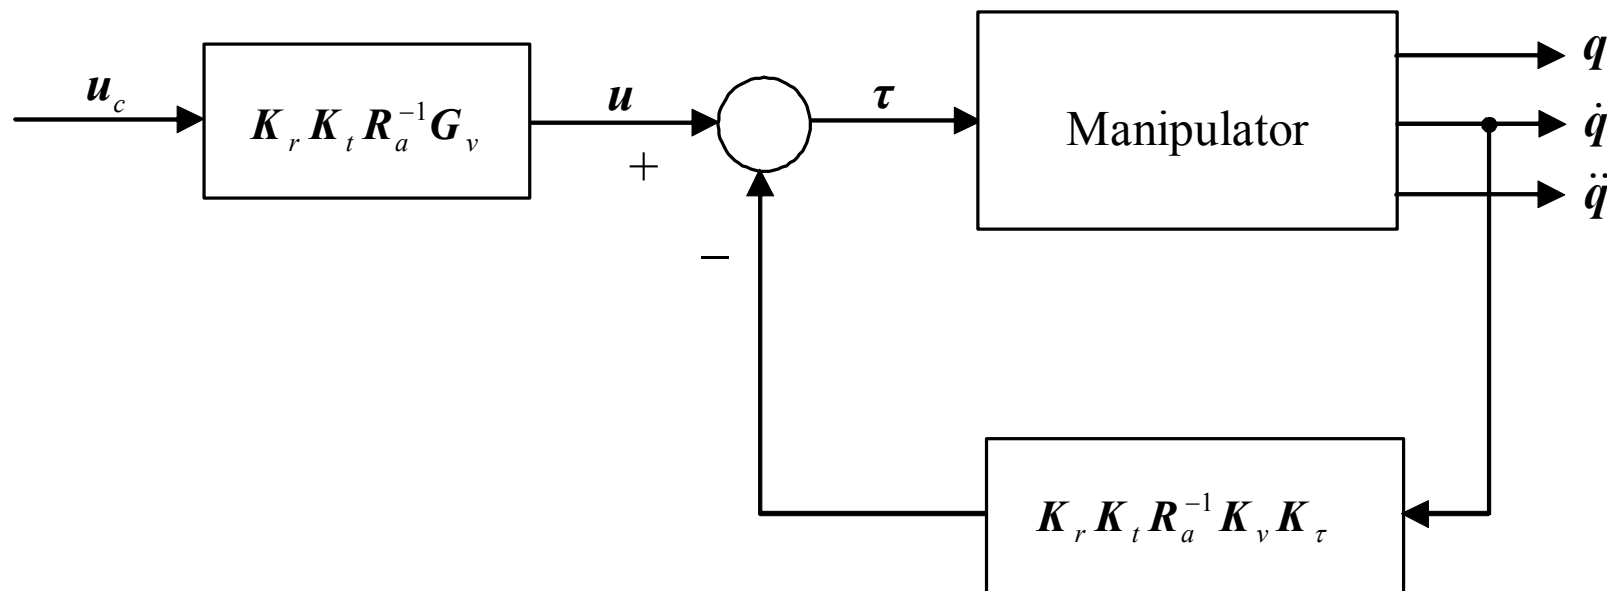 u_c
K_r K_t R_a^{-1} G_v
u
+
−
τ
Manipulator
q
q̇
q̈
K_r K_t R_a^{-1} K_v K_τ